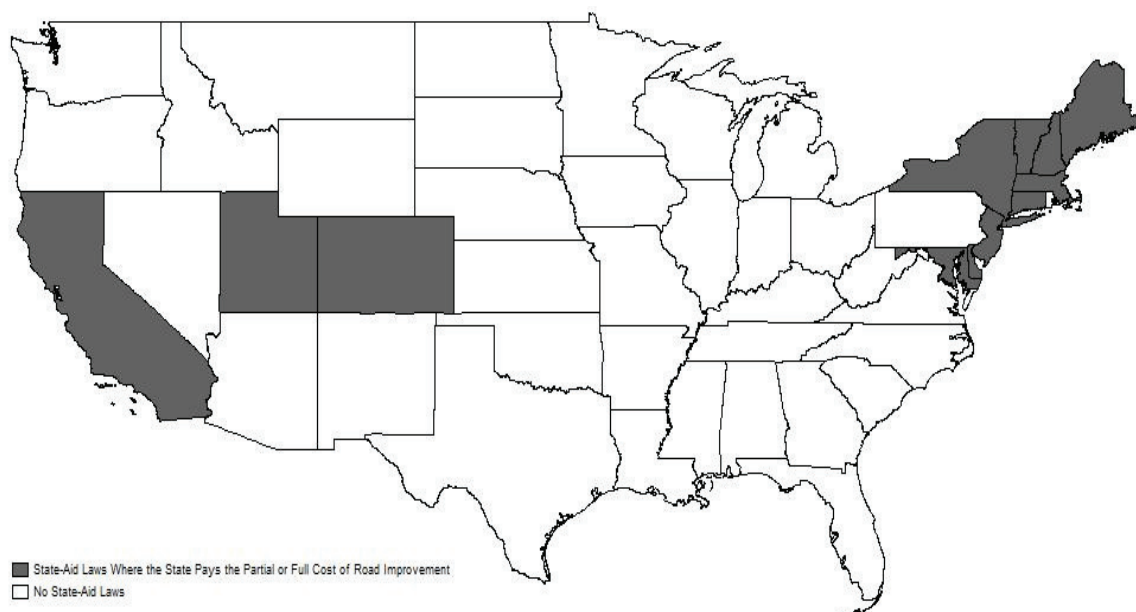 State-Aid Laws Where the State Pays the Partial or Full Cost of Road Improvement
No State-Aid Laws